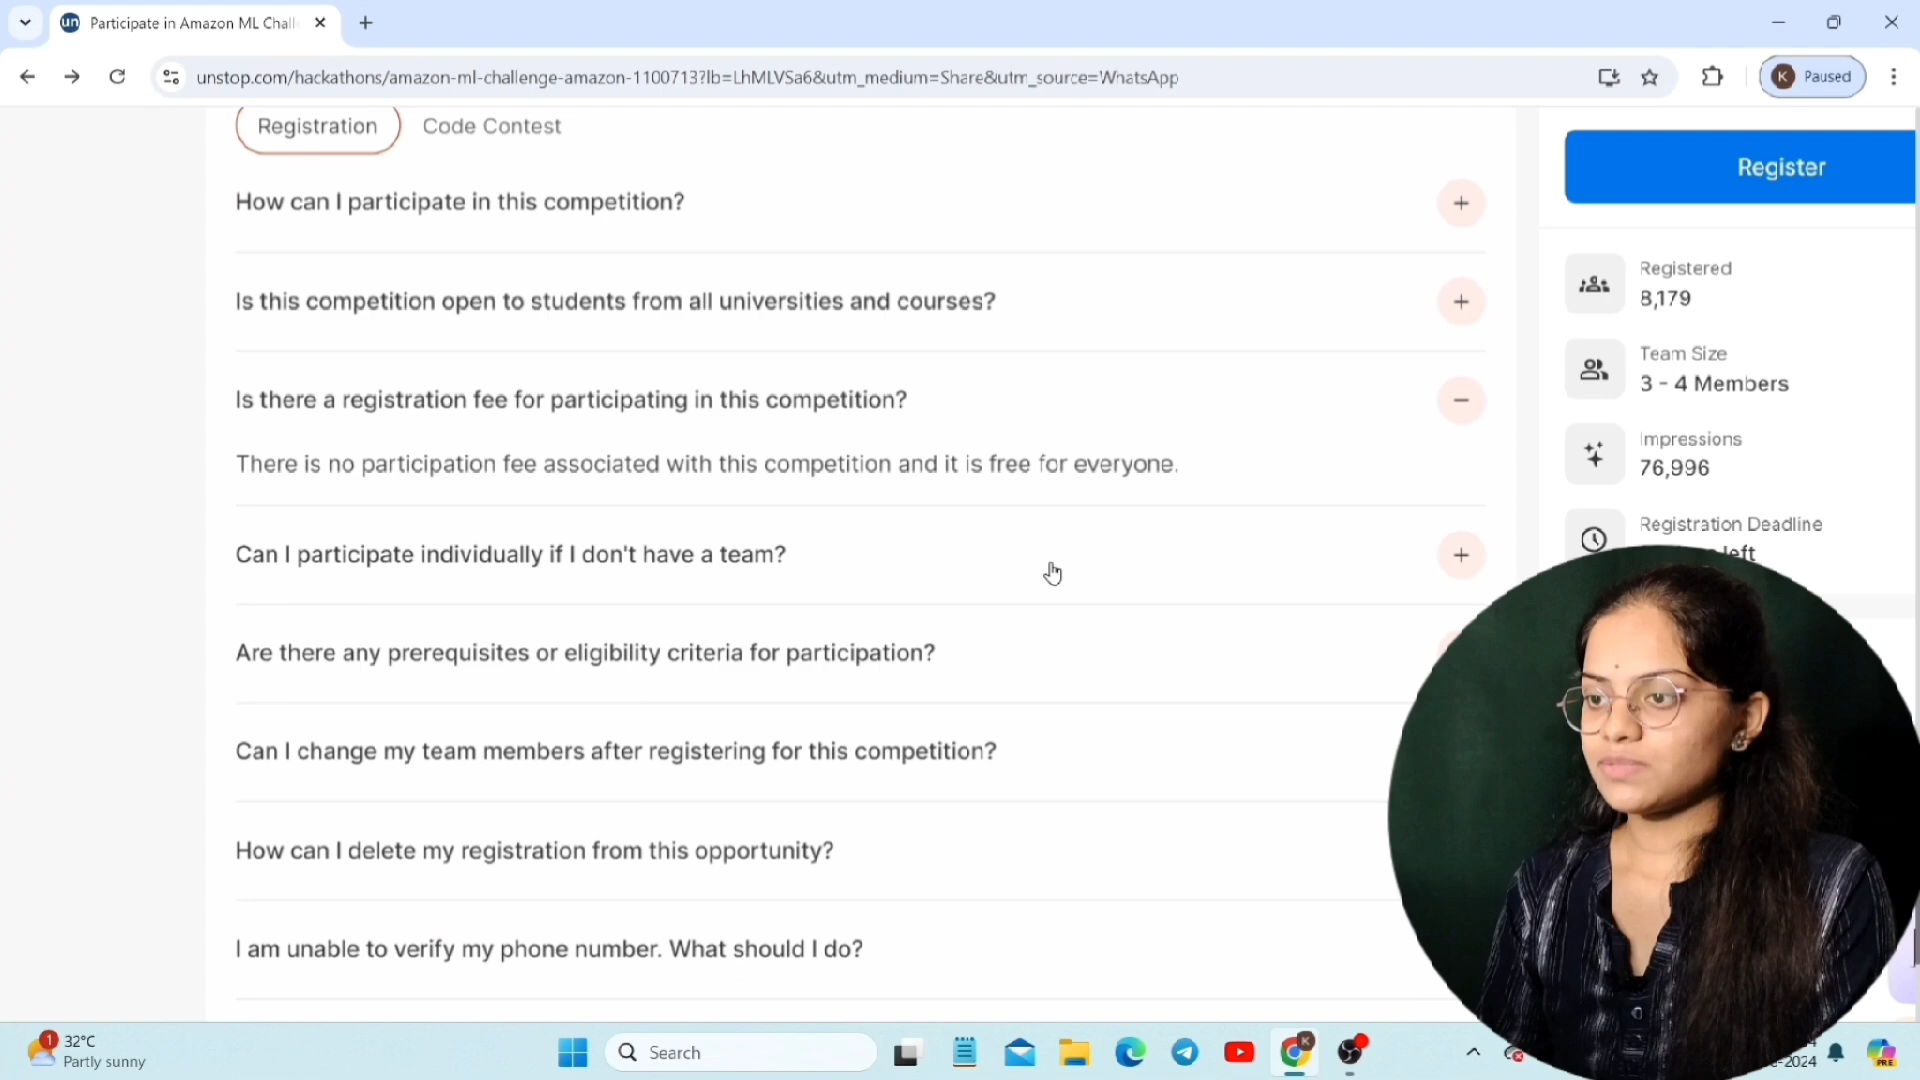 Participate in Amazon ML Chall
unstop.com/hackathons/amazon-ml-challenge-amazon-1100713?lb=LhMLVSa6&utm_medium=Share&utm_source=WhatsApp
K Paused
Registration
Code Contest
How can I participate in this competition?
Is this competition open to students from all universities and courses?
Is there a registration fee for participating in this competition?
There is no participation fee associated with this competition and it is free for everyone.
Can I participate individually if I don't have a team?
Are there any prerequisites or eligibility criteria for participation?
Can I change my team members after registering for this competition?
How can I delete my registration from this opportunity?
I am unable to verify my phone number. What should I do?
Register
Registered
8,179
Team Size
3 - 4 Members
Impressions
76,996
Registration Deadline
left
1
32°C
Partly sunny
Search
K
-2024
PRE